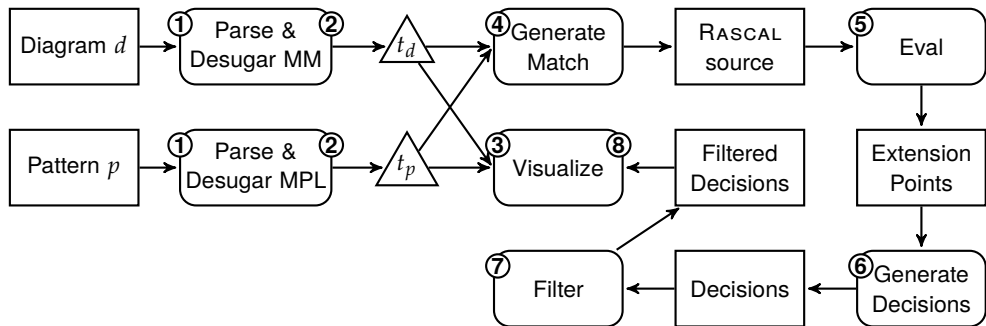 Diagram d
1
Parse &
Desugar MM
2
t_d
4
Generate
Match
RASCAL
source
5
Eval
Pattern p
1
Parse &
Desugar MPL
2
t_p
3
Visualize
8
Filtered
Decisions
Extension
Points
7
Filter
Decisions
6
Generate
Decisions